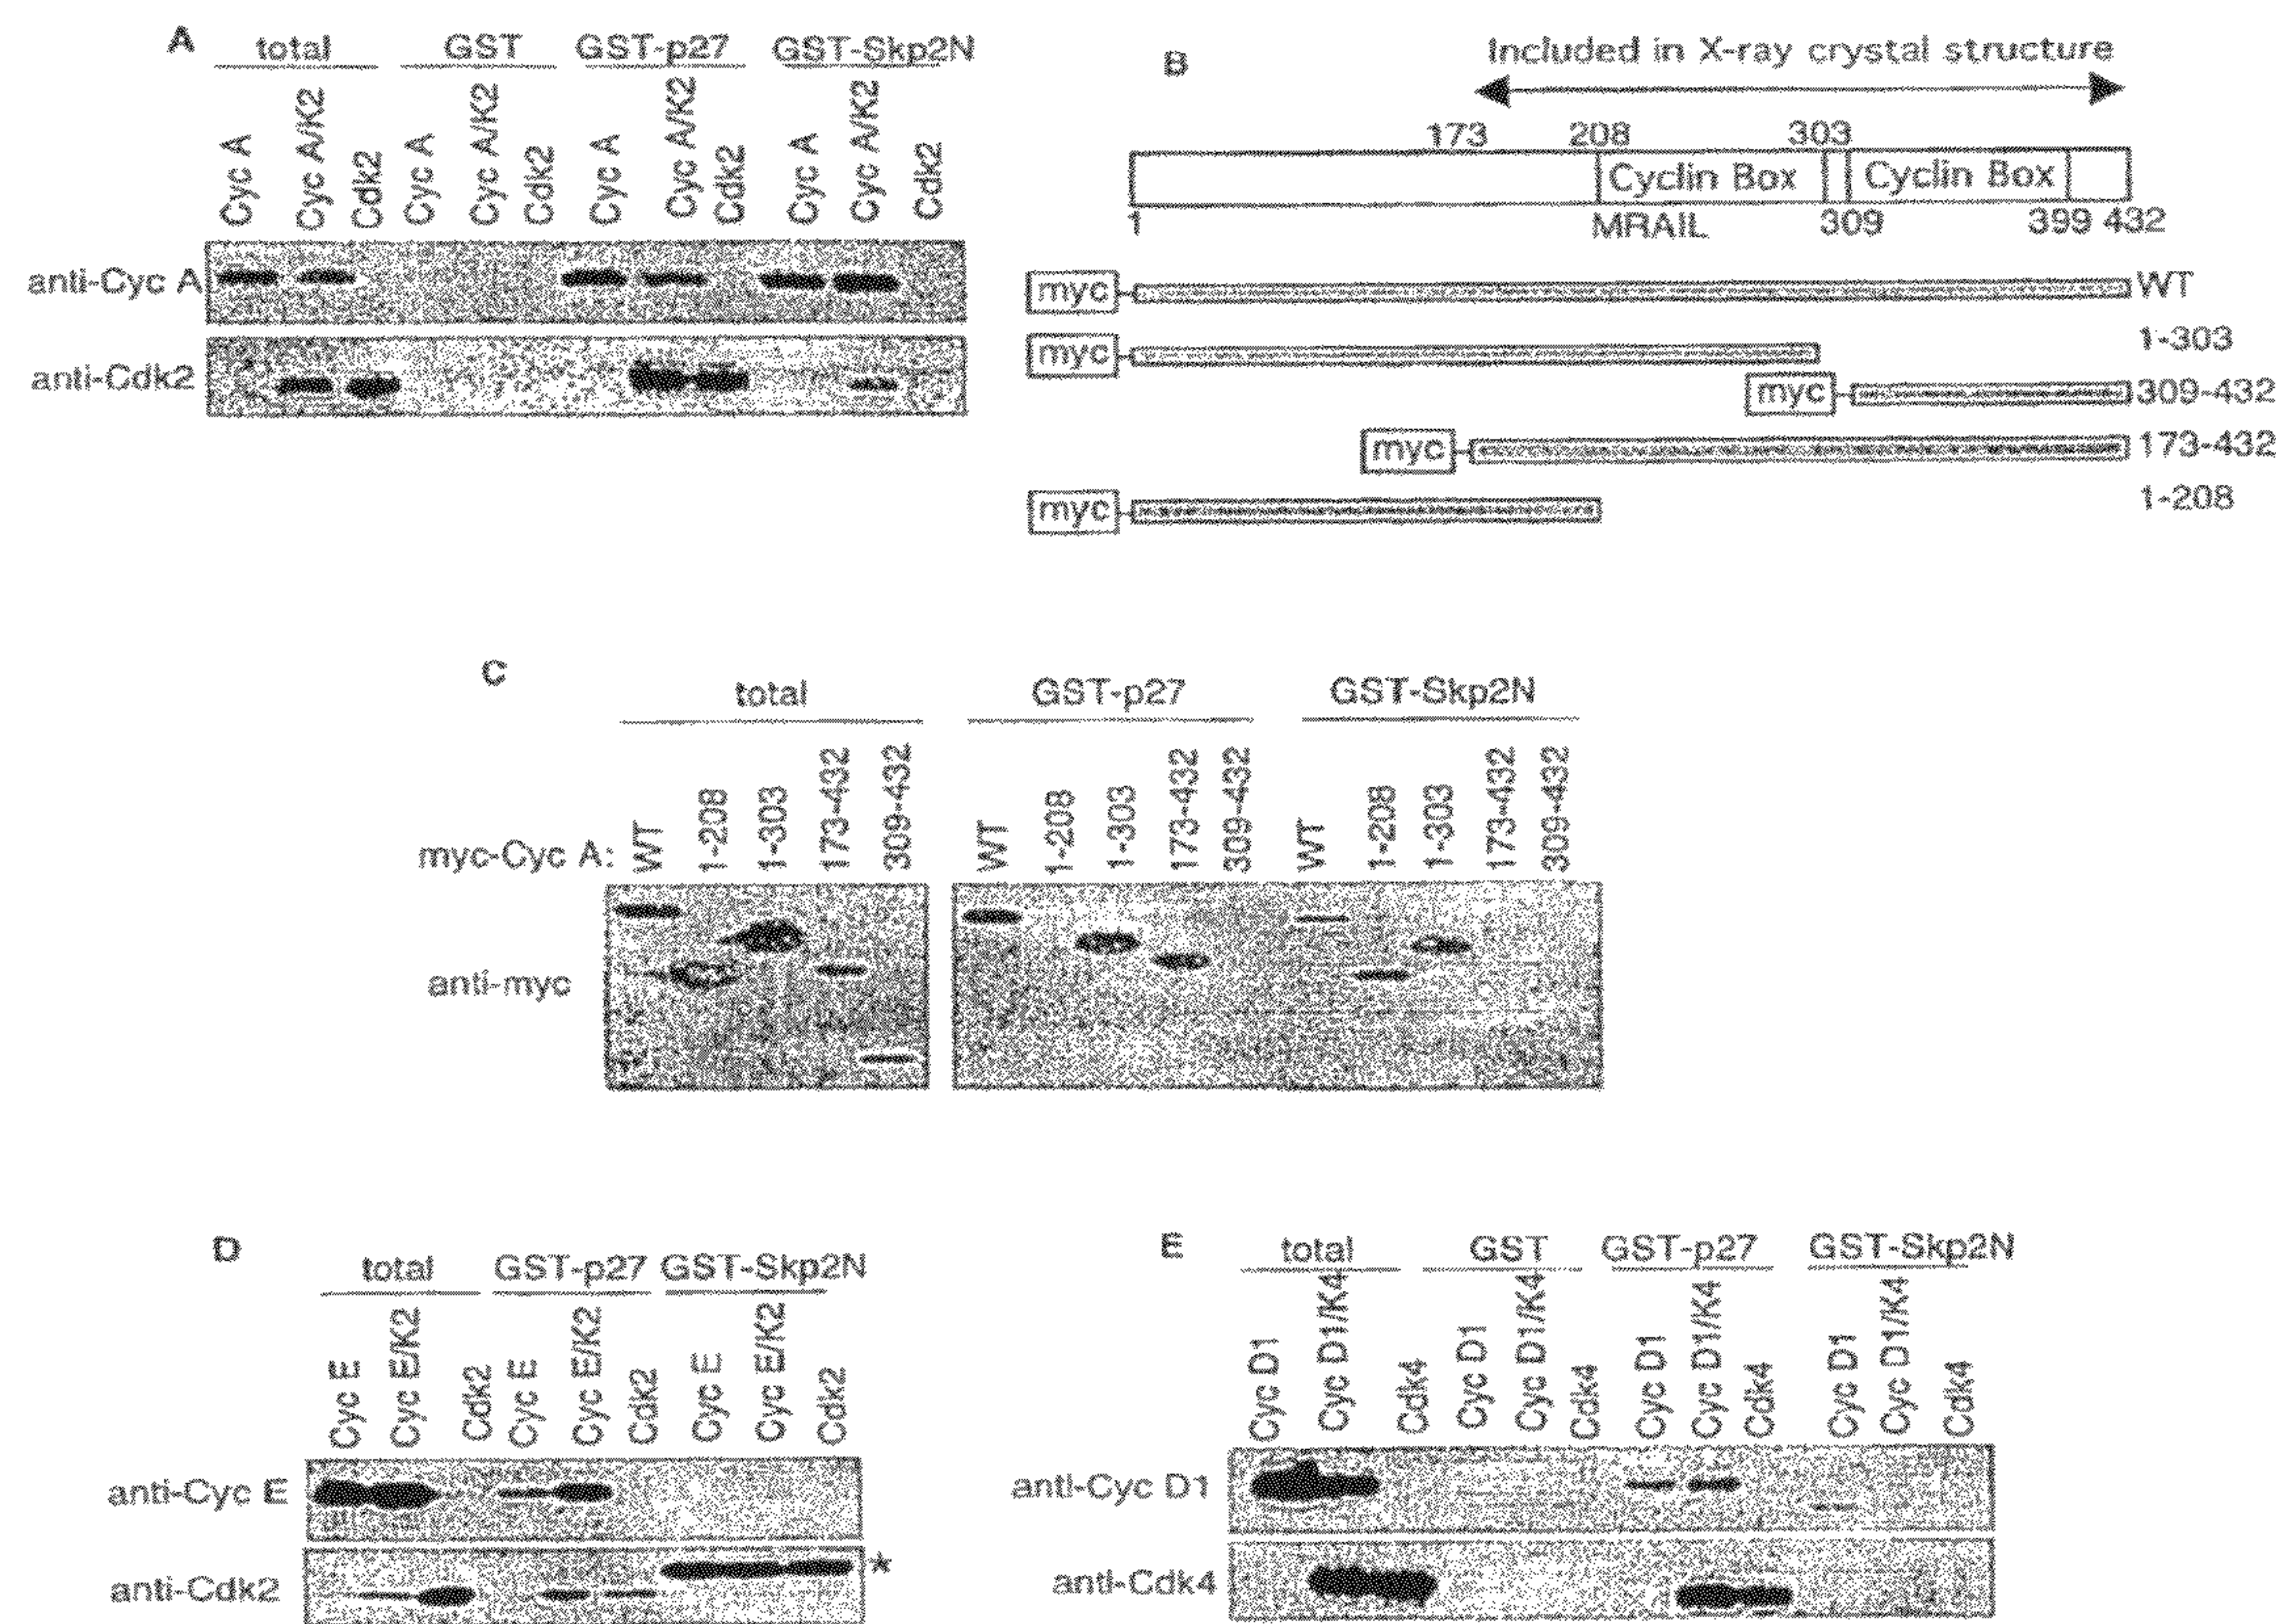 A
total GST GST-p27 GST-Skp2N
Cyc A Cyc A/K2 Cdk2 Cyc A Cyc A/K2 Cdk2 Cyc A Cyc A/K2 Cdk2 Cyc A Cyc A/K2 Cdk2
anti-Cyc A
anti-Cdk2
B
Included in X-ray crystal structure
173 208 303
Cyclin Box Cyclin Box
1 MRAIL 309 399 432
myc WT
myc 1-303
myc 309-432
myc 173-432
myc 1-208
C
total GST-p27 GST-Skp2N
myc-Cyc A: WT 1-208 1-303 173-432 309-432 WT 1-208 1-303 173-432 309-432 WT 1-208 1-303 173-432 309-432
anti-myc
D
total GST-p27 GST-Skp2N
Cyc E Cyc E/K2 Cdk2 Cyc E Cyc E/K2 Cdk2 Cyc E Cyc E/K2 Cdk2
anti-Cyc E
anti-Cdk2 *
E
total GST GST-p27 GST-Skp2N
Cyc D1 Cyc D1/K4 Cdk4 Cyc D1 Cyc D1/K4 Cdk4 Cyc D1 Cyc D1/K4 Cdk4 Cyc D1 Cyc D1/K4 Cdk4
anti-Cyc D1
anti-Cdk4